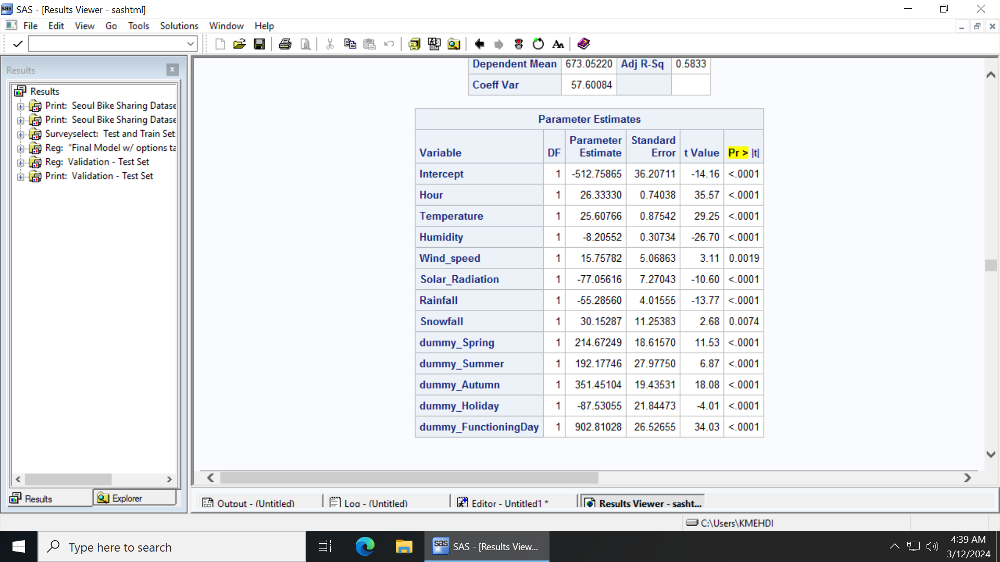 SAS - [Results Viewer - sashtml]
File Edit View Go Tools Solutions Window Help
Results
Results
Print: Seoul Bike Sharing Datase
Print: Seoul Bike Sharing Datase
Surveyselect: Test and Train Set
Reg: “Final Model w/ options ta
Reg: Validation - Test Set
Print: Validation - Test Set
Results Explorer
Dependent Mean 673.05220 Adj R-Sq 0.5833
Coeff Var 57.60084
Parameter Estimates
Variable DF Parameter Estimate Standard Error t Value Pr > |t|
Intercept 1 -512.75865 36.20711 -14.16 <.0001
Hour 1 26.33330 0.74038 35.57 <.0001
Temperature 1 25.60766 0.87542 29.25 <.0001
Humidity 1 -8.20552 0.30734 -26.70 <.0001
Wind_speed 1 15.75782 5.06863 3.11 0.0019
Solar_Radiation 1 -77.05616 7.27043 -10.60 <.0001
Rainfall 1 -55.28560 4.01555 -13.77 <.0001
Snowfall 1 30.15287 11.25383 2.68 0.0074
dummy_Spring 1 214.67249 18.61570 11.53 <.0001
dummy_Summer 1 192.17746 27.97750 6.87 <.0001
dummy_Autumn 1 351.45104 19.43531 18.08 <.0001
dummy_Holiday 1 -87.53055 21.84473 -4.01 <.0001
dummy_FunctioningDay 1 902.81028 26.52655 34.03 <.0001
Output - (Untitled) Log - (Untitled) Editor - Untitled1 * Results Viewer - sasht...
C:\Users\KMEHDI
Type here to search
sas SAS - [Results View...
4:39 AM
3/12/2024